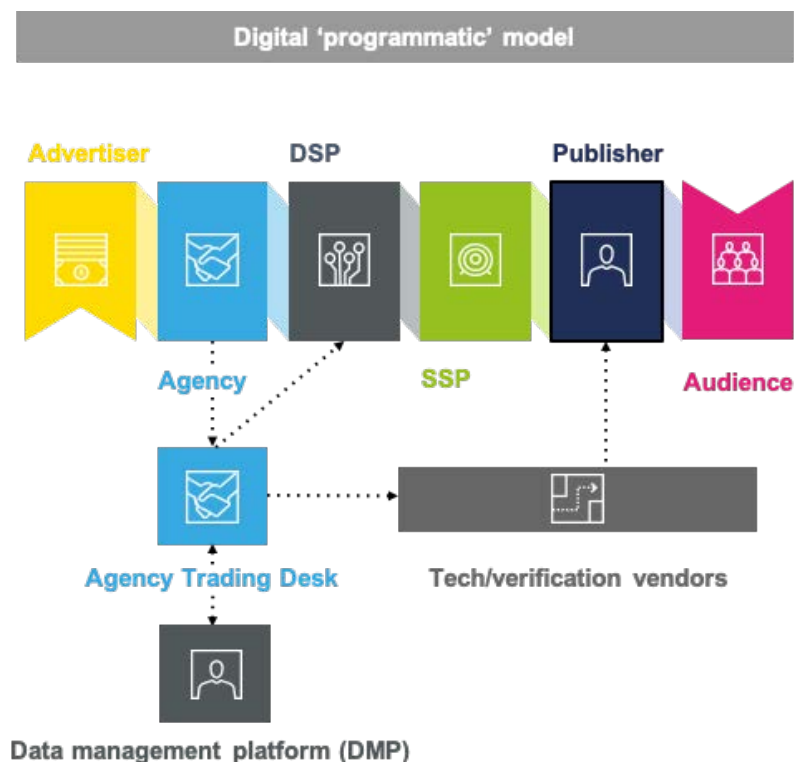 Digital ‘programmatic’ model
Advertiser
DSP
Publisher
Agency
SSP
Audience
Agency Trading Desk
Tech/verification vendors
Data management platform (DMP)